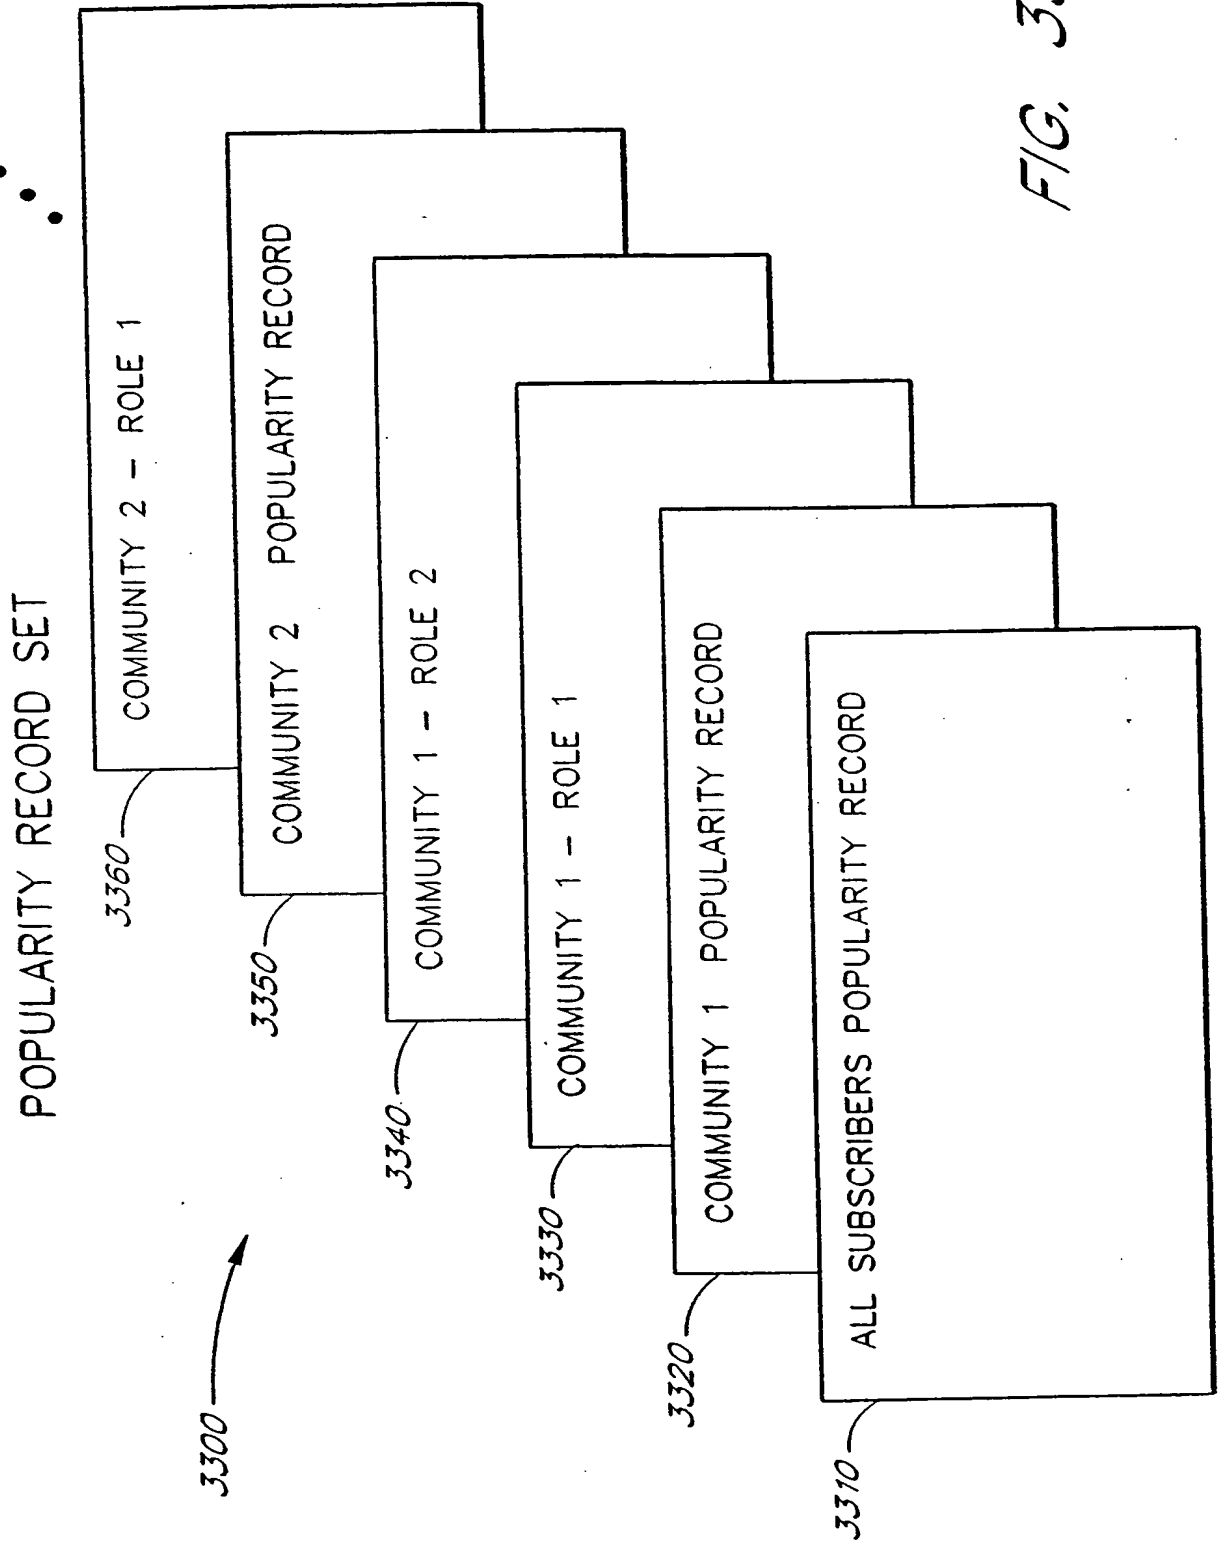 POPULARITY RECORD SET
3300
3360
COMMUNITY 2 - ROLE 1
3350
COMMUNITY 2 POPULARITY RECORD
3340
COMMUNITY 1 - ROLE 2
3330
COMMUNITY 1 - ROLE 1
3320
COMMUNITY 1 POPULARITY RECORD
3310
ALL SUBSCRIBERS POPULARITY RECORD
FIG.